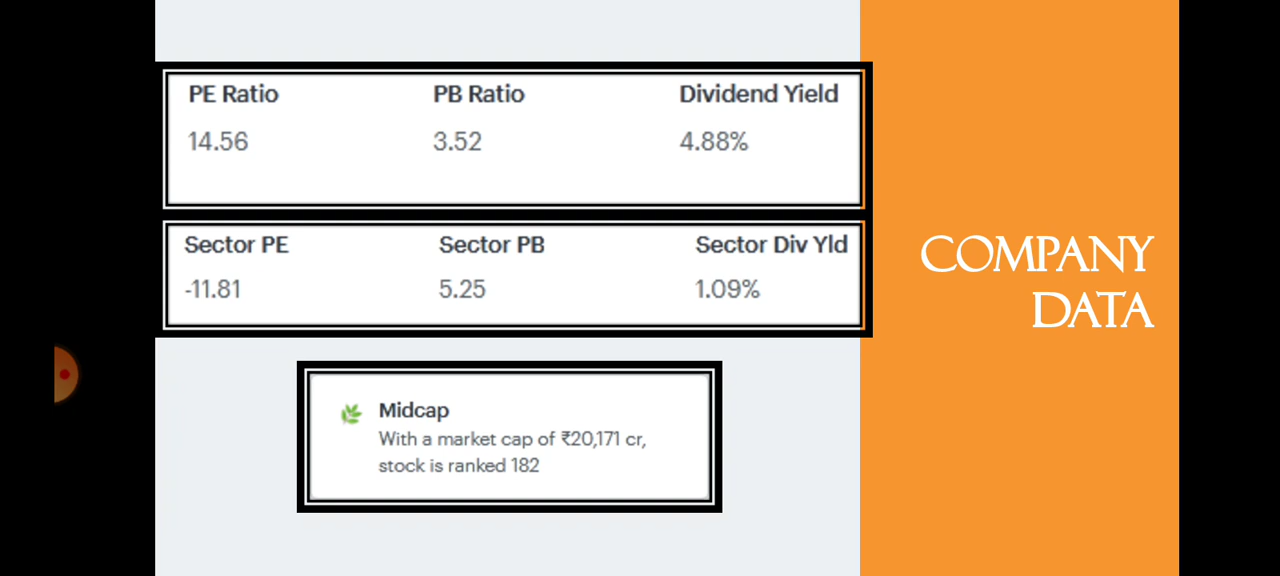 PE Ratio PB Ratio Dividend Yield
14.56 3.52 4.88%
Sector PE Sector PB Sector Div Yld
-11.81 5.25 1.09%
COMPANY
DATA
Midcap
With a market cap of ₹20,171 cr,
stock is ranked 182